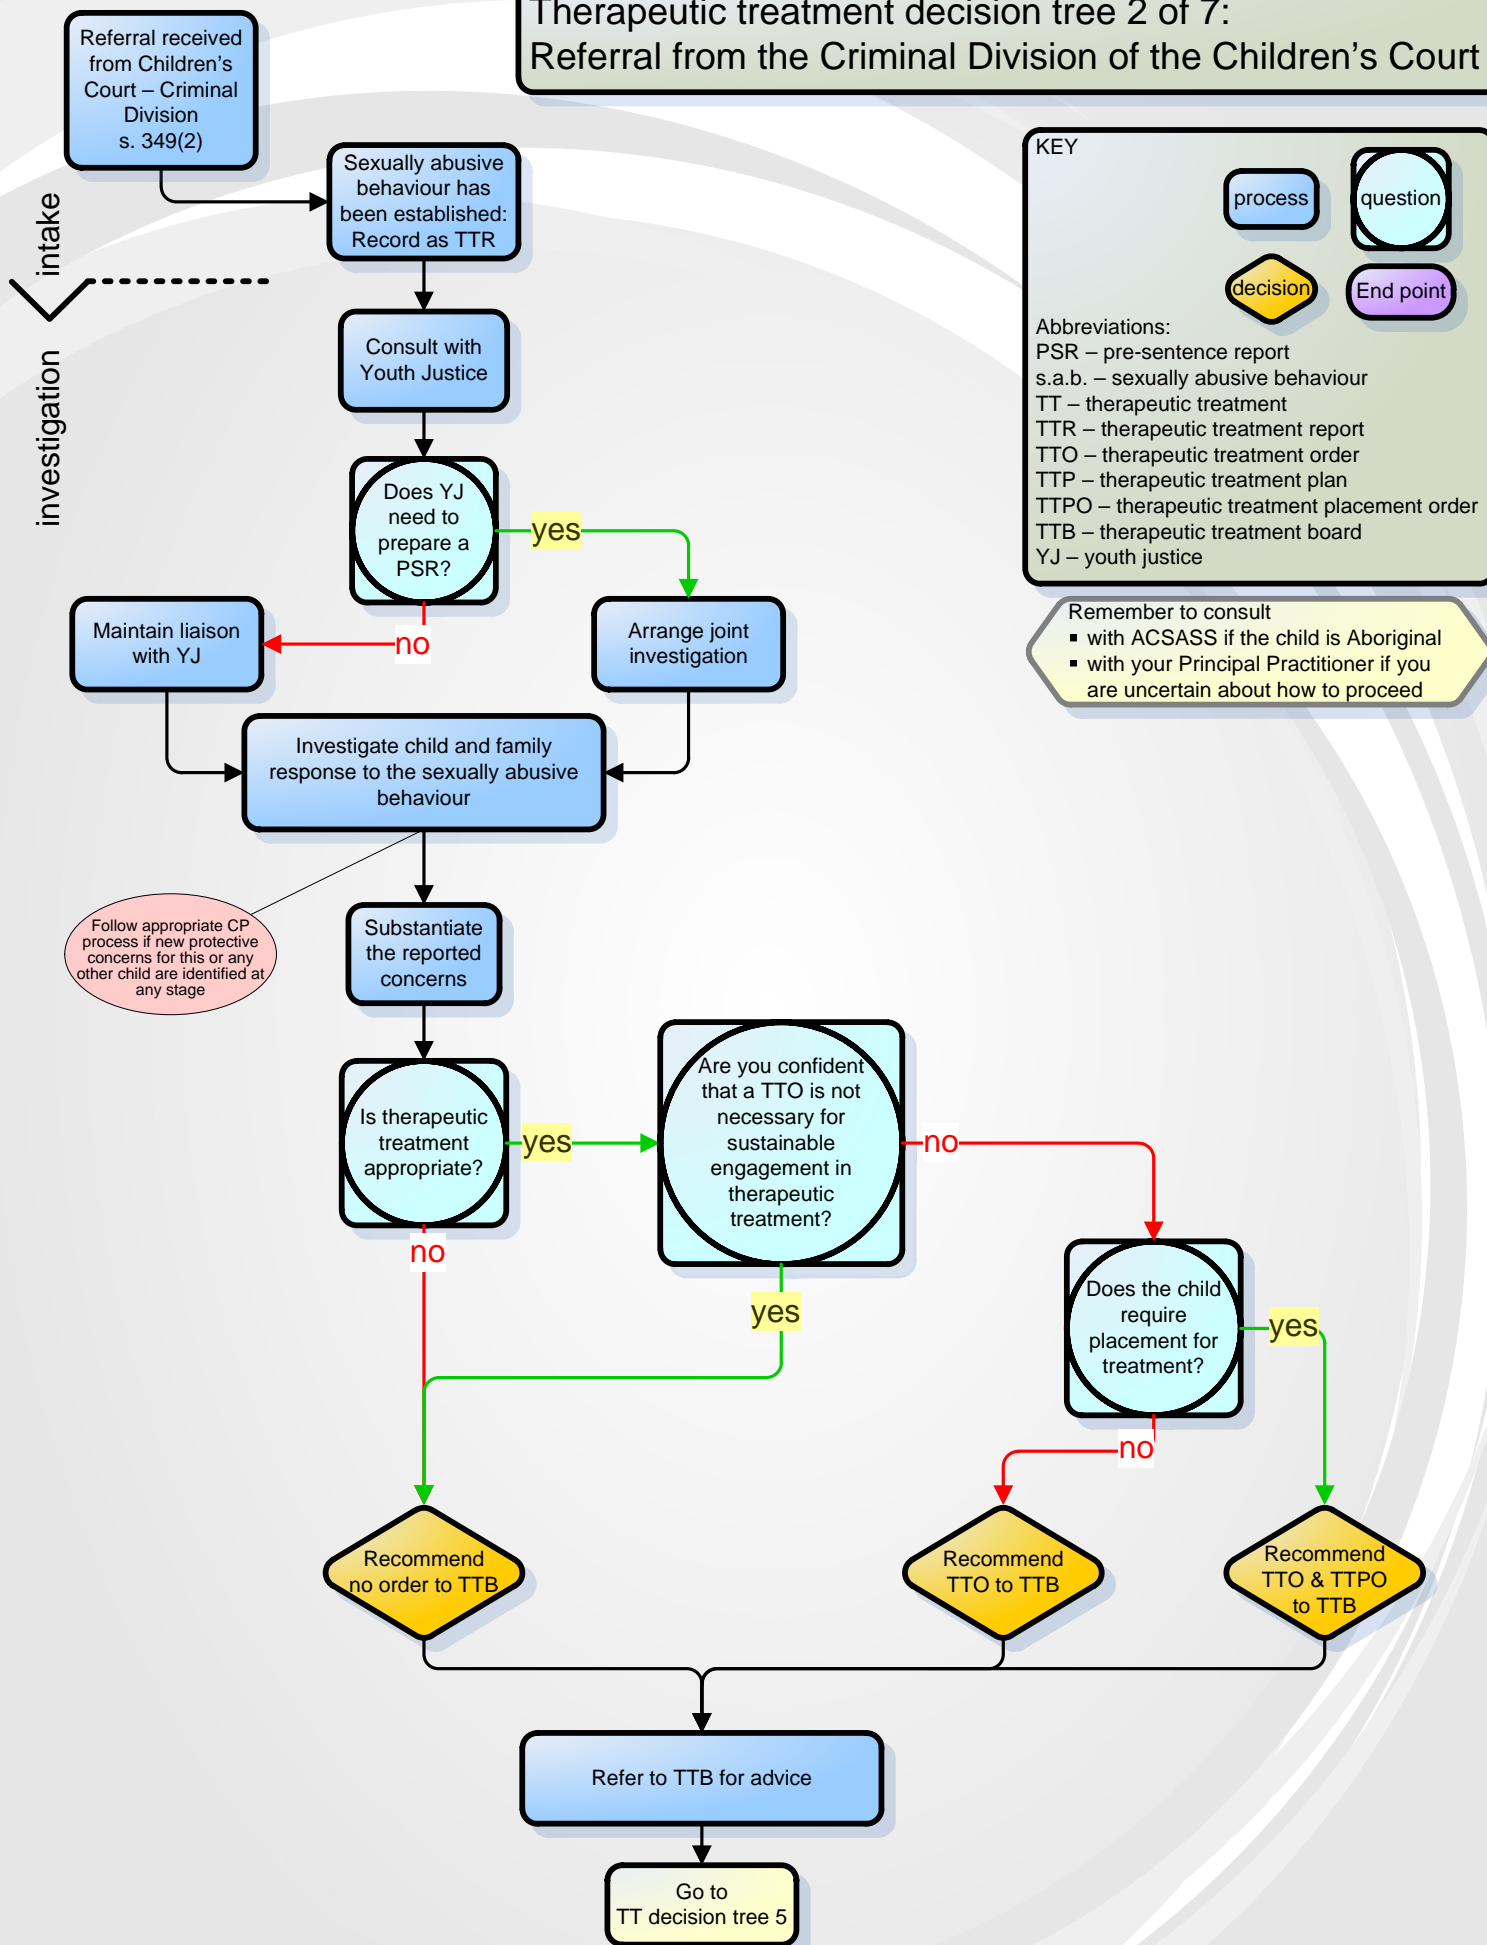 Therapeutic treatment decision tree 2 of 7:
Referral from the Criminal Division of the Children's Court
Referral received
from Children's
Court – Criminal
Division
s. 349(2)
Sexually abusive
behaviour has
been established:
Record as TTR
intake
investigation
Consult with
Youth Justice
Does YJ
need to
prepare a
PSR?
yes
no
Maintain liaison
with YJ
Arrange joint
investigation
Investigate child and family
response to the sexually abusive
behaviour
Follow appropriate CP
process if new protective
concerns for this or any
other child are identified at
any stage
Substantiate
the reported
concerns
Is therapeutic
treatment
appropriate?
yes
no
Are you confident
that a TTO is not
necessary for
sustainable
engagement in
therapeutic
treatment?
no
yes
Does the child
require
placement for
treatment?
yes
no
Recommend
no order to TTB
Recommend
TTO to TTB
Recommend
TTO & TTPO
to TTB
Refer to TTB for advice
Go to
TT decision tree 5
KEY
process
question
decision
End point
Abbreviations:
PSR – pre-sentence report
s.a.b. – sexually abusive behaviour
TT – therapeutic treatment
TTR – therapeutic treatment report
TTO – therapeutic treatment order
TTP – therapeutic treatment plan
TTPO – therapeutic treatment placement order
TTB – therapeutic treatment board
YJ – youth justice
Remember to consult
▪ with ACSASS if the child is Aboriginal
▪ with your Principal Practitioner if you
are uncertain about how to proceed